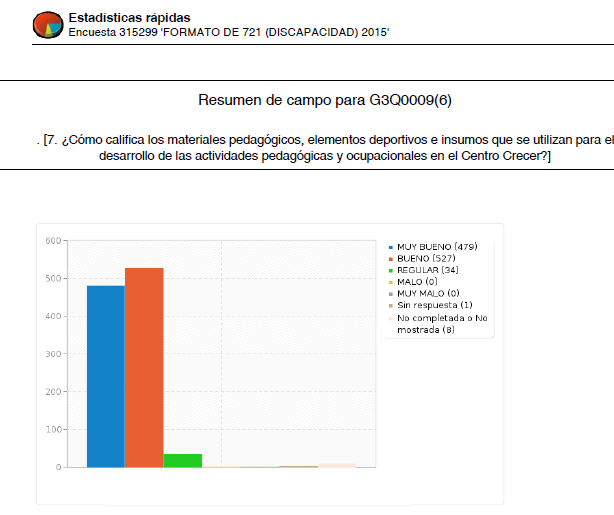 Estadísticas rápidas
Encuesta 315299 'FORMATO DE 721 (DISCAPACIDAD) 2015'
Resumen de campo para G3Q0009(6)
. [7. ¿Cómo califica los materiales pedagógicos, elementos deportivos e insumos que se utilizan para el
desarrollo de las actividades pedagógicas y ocupacionales en el Centro Crecer?]
600
500
400
300
200
100
0
MUY BUENO (479)
BUENO (527)
REGULAR (34)
MALO (0)
MUY MALO (0)
Sin respuesta (1)
No completada o No
mostrada (8)